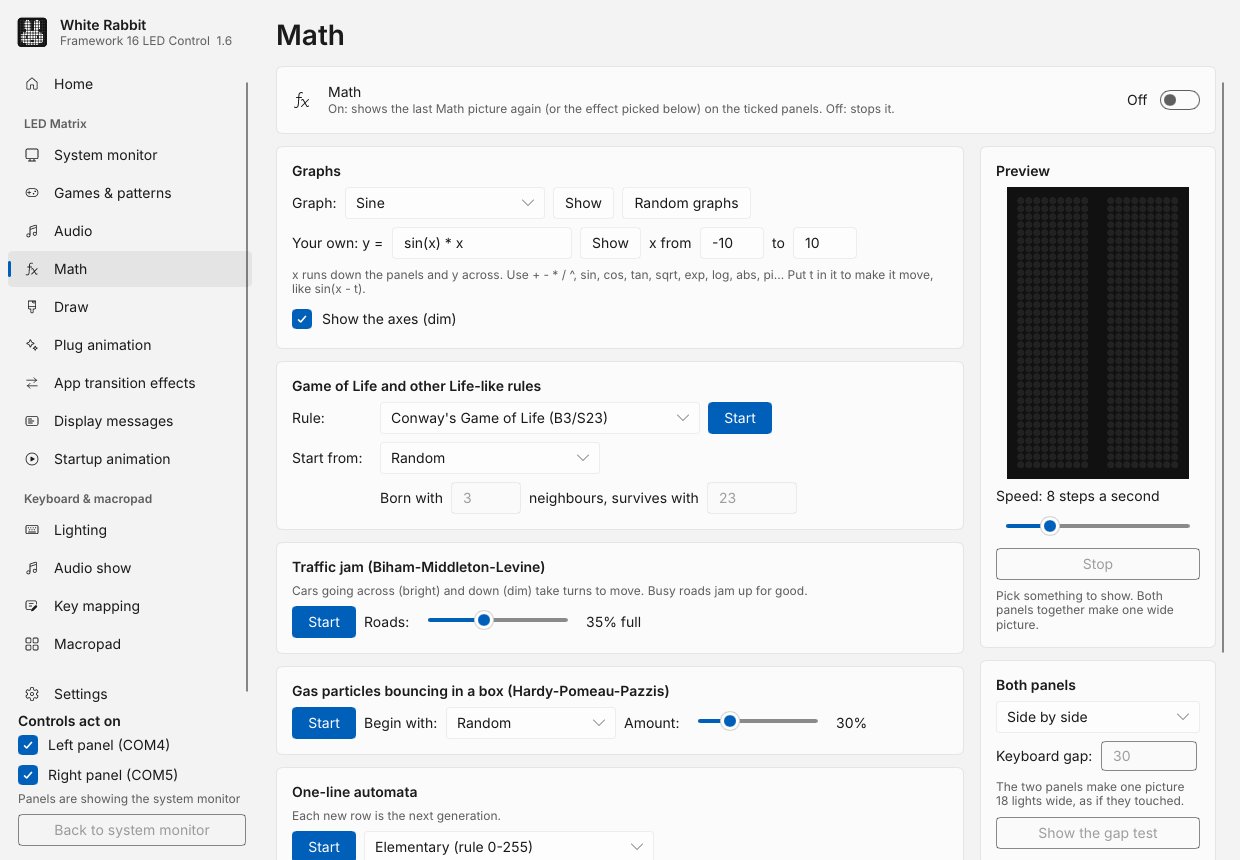 White Rabbit
Framework 16 LED Control 1.6
Home
LED Matrix
System monitor
Games & patterns
Audio
Math
Draw
Plug animation
App transition effects
Display messages
Startup animation
Keyboard & macropad
Lighting
Audio show
Key mapping
Macropad
Settings
Controls act on
Left panel (COM4)
Right panel (COM5)
Panels are showing the system monitor
Back to system monitor
Math
Math
On: shows the last Math picture again (or the effect picked below) on the ticked panels. Off: stops it.
Off
Graphs
Graph: Sine Show Random graphs
Your own: y = sin(x) * x Show x from -10 to 10
x runs down the panels and y across. Use + - * / ^, sin, cos, tan, sqrt, exp, log, abs, pi... Put t in it to make it move,
like sin(x - t).
Show the axes (dim)
Game of Life and other Life-like rules
Rule: Conway's Game of Life (B3/S23) Start
Start from: Random
Born with 3 neighbours, survives with 23
Traffic jam (Biham-Middleton-Levine)
Cars going across (bright) and down (dim) take turns to move. Busy roads jam up for good.
Start Roads: 35% full
Gas particles bouncing in a box (Hardy-Pomeau-Pazzis)
Start Begin with: Random Amount: 30%
One-line automata
Each new row is the next generation.
Start Elementary (rule 0-255)
Preview
Speed: 8 steps a second
Stop
Pick something to show. Both
panels together make one wide
picture.
Both panels
Side by side
Keyboard gap: 30
The two panels make one picture
18 lights wide, as if they touched.
Show the gap test